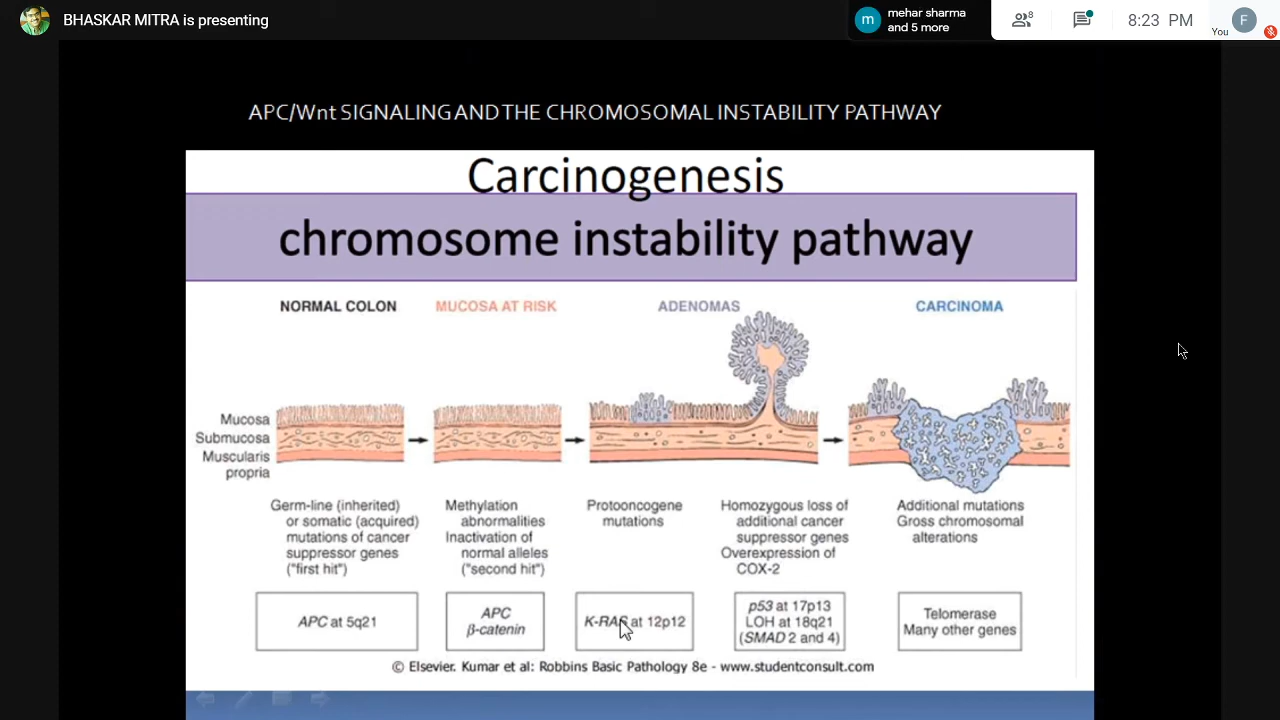 BHASKAR MITRA is presenting
m
mehar sharma
and 5 more
8
8:23 PM
You
F
APC/Wnt SIGNALING AND THE CHROMOSOMAL INSTABILITY PATHWAY
Carcinogenesis
chromosome instability pathway
NORMAL COLON
MUCOSA AT RISK
ADENOMAS
CARCINOMA
Mucosa
Submucosa
Muscularis
propria
Germ-line (inherited)
or somatic (acquired)
mutations of cancer
suppressor genes
("first hit")
Methylation
abnormalities
Inactivation of
normal alleles
("second hit")
Protooncogene
mutations
Homozygous loss of
additional cancer
suppressor genes
Overexpression of
COX-2
Additional mutations
Gross chromosomal
alterations
APC at 5q21
APC
β-catenin
K-RAS at 12p12
p53 at 17p13
LOH at 18q21
(SMAD 2 and 4)
Telomerase
Many other genes
© Elsevier. Kumar et al: Robbins Basic Pathology 8e - www.studentconsult.com